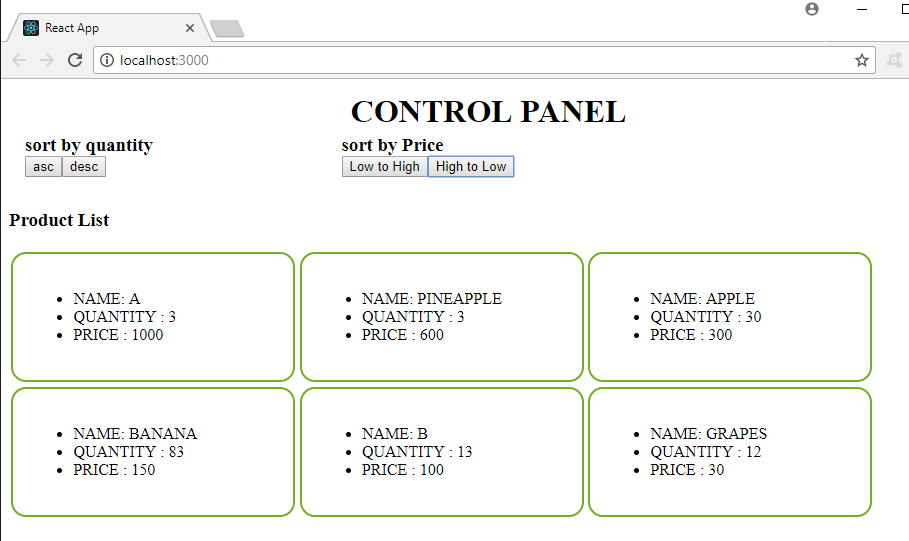 React App
localhost:3000
CONTROL PANEL
sort by quantity
asc desc
sort by Price
Low to High High to Low
Product List
NAME: A
QUANTITY : 3
PRICE : 1000
NAME: PINEAPPLE
QUANTITY : 3
PRICE : 600
NAME: APPLE
QUANTITY : 30
PRICE : 300
NAME: BANANA
QUANTITY : 83
PRICE : 150
NAME: B
QUANTITY : 13
PRICE : 100
NAME: GRAPES
QUANTITY : 12
PRICE : 30